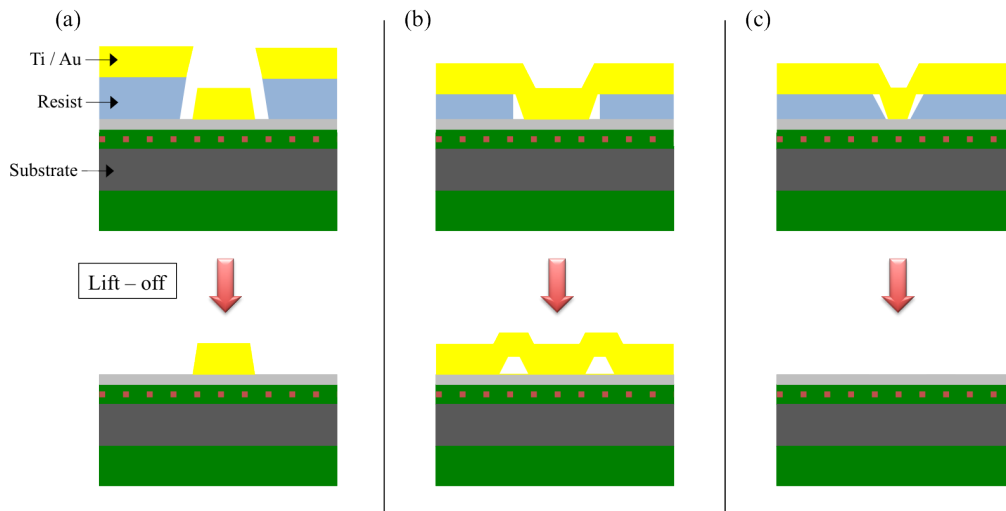 (a)
(b)
(c)
Ti / Au
Resist
Substrate
Lift – off